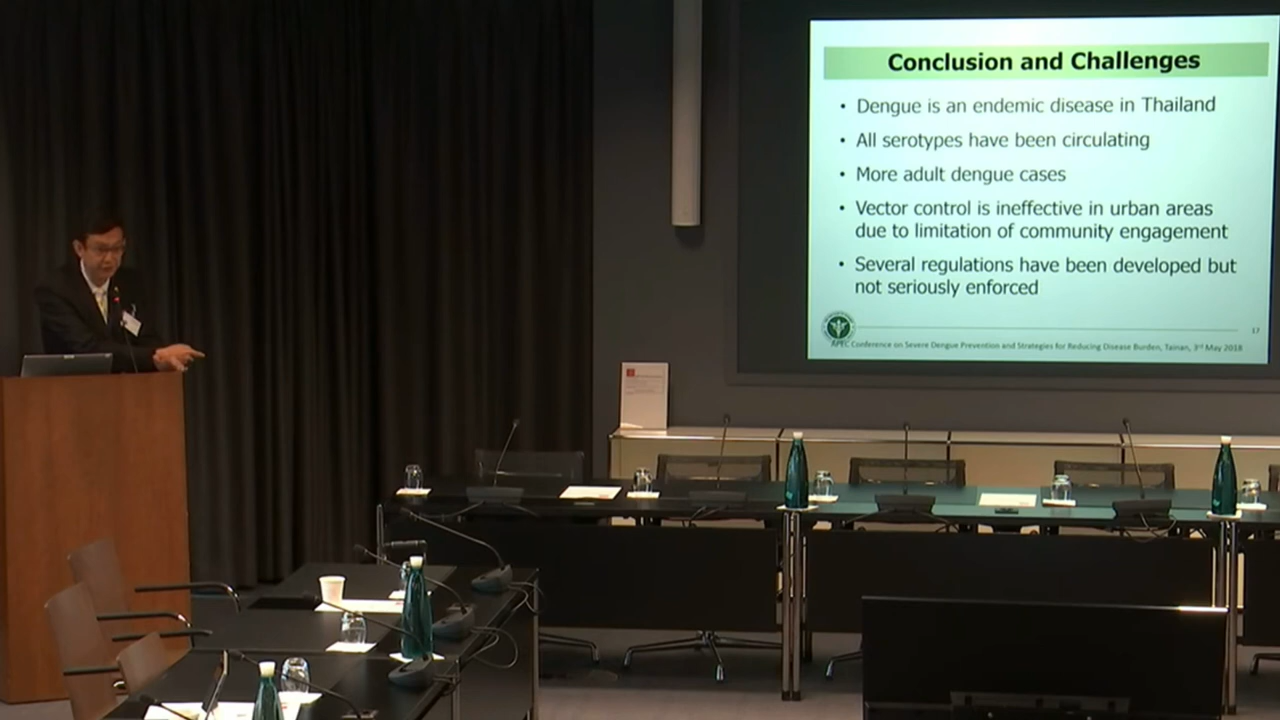 Conclusion and Challenges
• Dengue is an endemic disease in Thailand
• All serotypes have been circulating
• More adult dengue cases
• Vector control is ineffective in urban areas
due to limitation of community engagement
• Several regulations have been developed but
not seriously enforced
17
APEC Conference on Severe Dengue Prevention and Strategies for Reducing Disease Burden, Tainan, 3rd May 2018